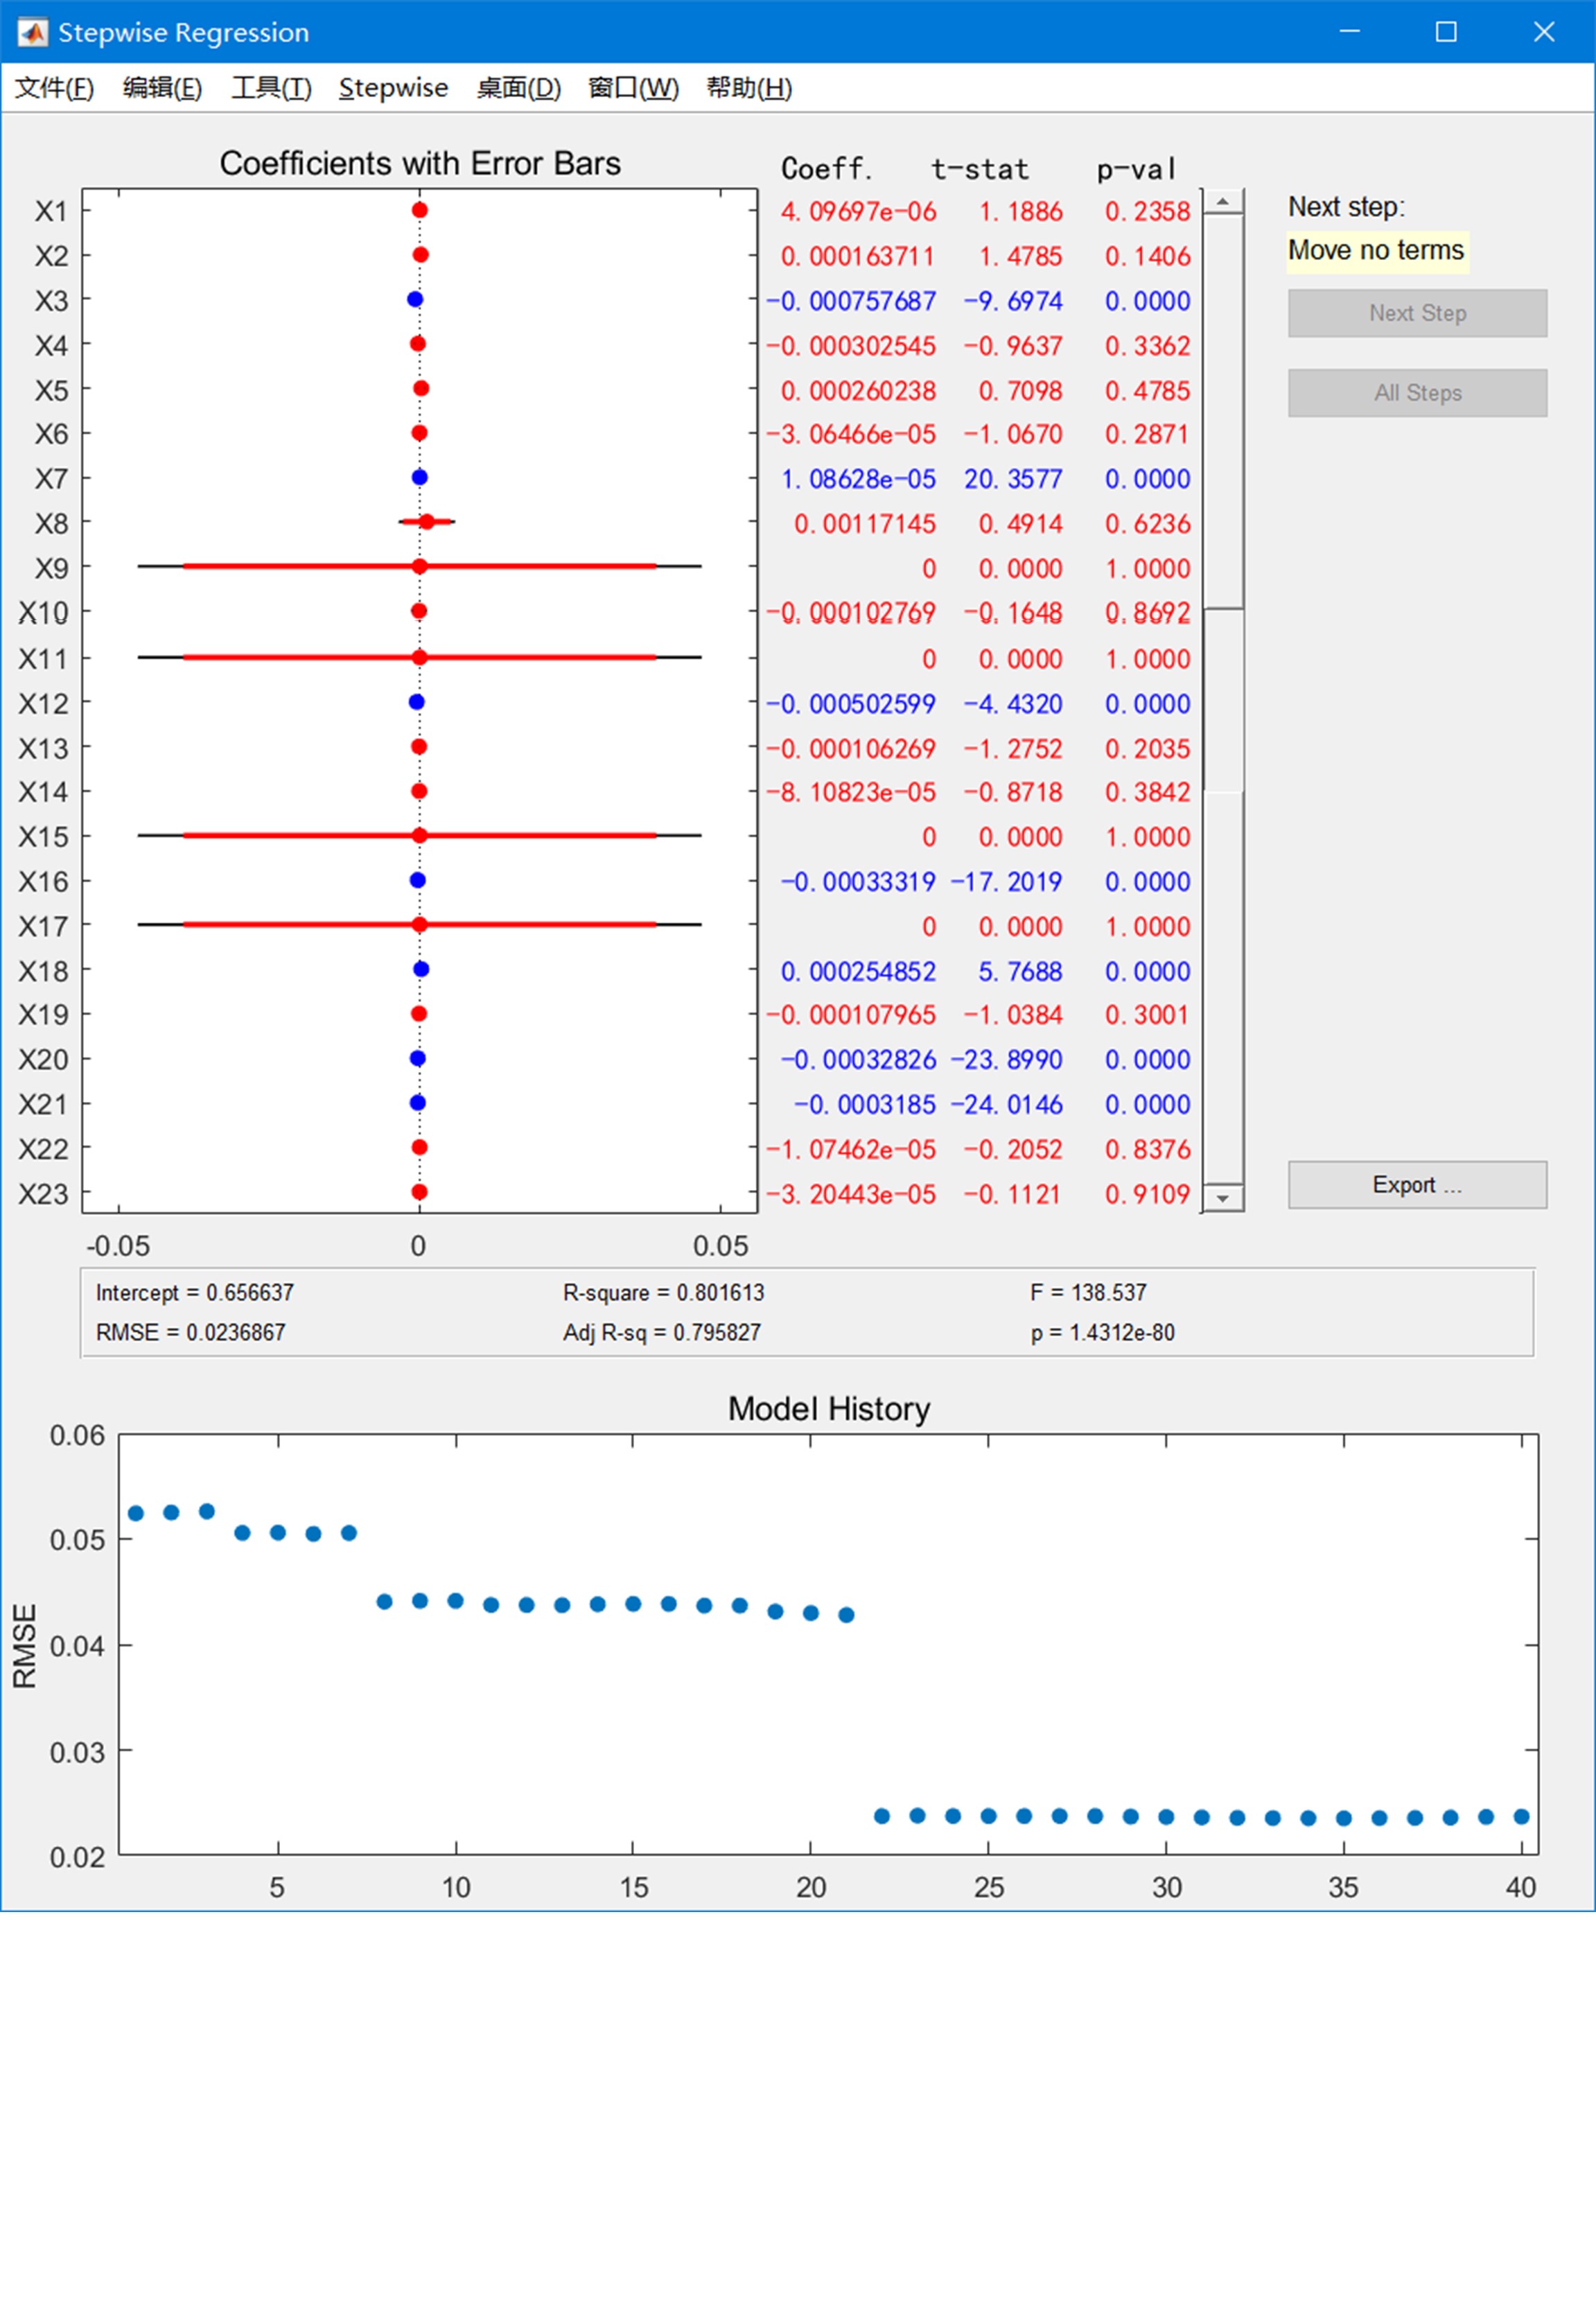 Stepwise Regression
文件(F) 编辑(E) 工具(T) Stepwise 桌面(D) 窗口(W) 帮助(H)
Coefficients with Error Bars
Coeff. t-stat p-val
X1 4.09697e-06 1.1886 0.2358
X2 0.000163711 1.4785 0.1406
X3 -0.000757687 -9.6974 0.0000
X4 -0.000302545 -0.9637 0.3362
X5 0.000260238 0.7098 0.4785
X6 -3.06466e-05 -1.0670 0.2871
X7 1.08628e-05 20.3577 0.0000
X8 0.00117145 0.4914 0.6236
X9 0 0.0000 1.0000
X10 -0.000102769 -0.1648 0.8692
X11 0 0.0000 1.0000
X12 -0.000502599 -4.4320 0.0000
X13 -0.000106269 -1.2752 0.2035
X14 -8.10823e-05 -0.8718 0.3842
X15 0 0.0000 1.0000
X16 -0.00033319 -17.2019 0.0000
X17 0 0.0000 1.0000
X18 0.000254852 5.7688 0.0000
X19 -0.000107965 -1.0384 0.3001
X20 -0.00032826 -23.8990 0.0000
X21 -0.0003185 -24.0146 0.0000
X22 -1.07462e-05 -0.2052 0.8376
X23 -3.20443e-05 -0.1121 0.9109
-0.05 0 0.05
Next step:
Move no terms
Next Step
All Steps
Export ...
Intercept = 0.656637 R-square = 0.801613 F = 138.537
RMSE = 0.0236867 Adj R-sq = 0.795827 p = 1.4312e-80
Model History
RMSE
0.06
0.05
0.04
0.03
0.02
5 10 15 20 25 30 35 40